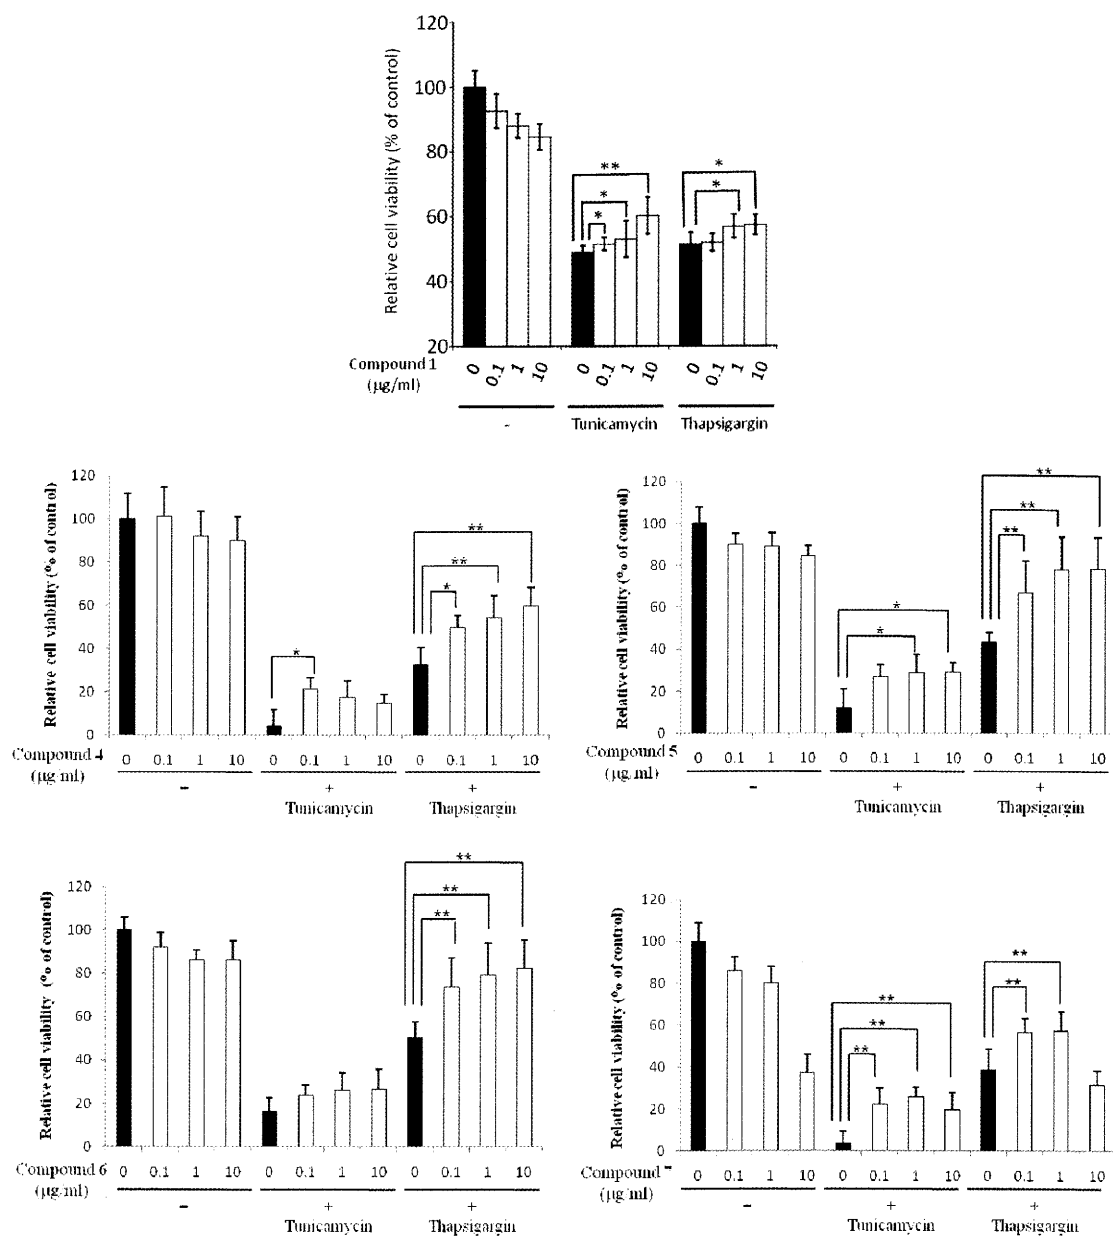 Relative cell viability (% of control)
120
100
80
60
40
20
** 
*
*
*
*
Compound 1
(µg/ml)
0 0.1 1 10 0 0.1 1 10 0 0.1 1 10
- Tunicamycin Thapsigargin
Relative cell viability (% of control)
120
100
80
60
40
20
0
*
**
**
*
Compound 4
(µg/ml)
0 0.1 1 10 0 0.1 1 10 0 0.1 1 10
− + +
Tunicamycin Thapsigargin
Relative cell viability (% of control)
120
100
80
60
40
20
0
*
*
**
**
**
Compound 5
(µg/ml)
0 0.1 1 10 0 0.1 1 10 0 0.1 1 10
− + +
Tunicamycin Thapsigargin
Relative cell viability (% of control)
120
100
80
60
40
20
0
**
**
**
Compound 6
(µg/ml)
0 0.1 1 10 0 0.1 1 10 0 0.1 1 10
− + +
Tunicamycin Thapsigargin
Relative cell viability (% of control)
120
100
80
60
40
20
0
**
**
**
**
**
Compound 7
(µg/ml)
0 0.1 1 10 0 0.1 1 10 0 0.1 1 10
− + +
Tunicamycin Thapsigargin